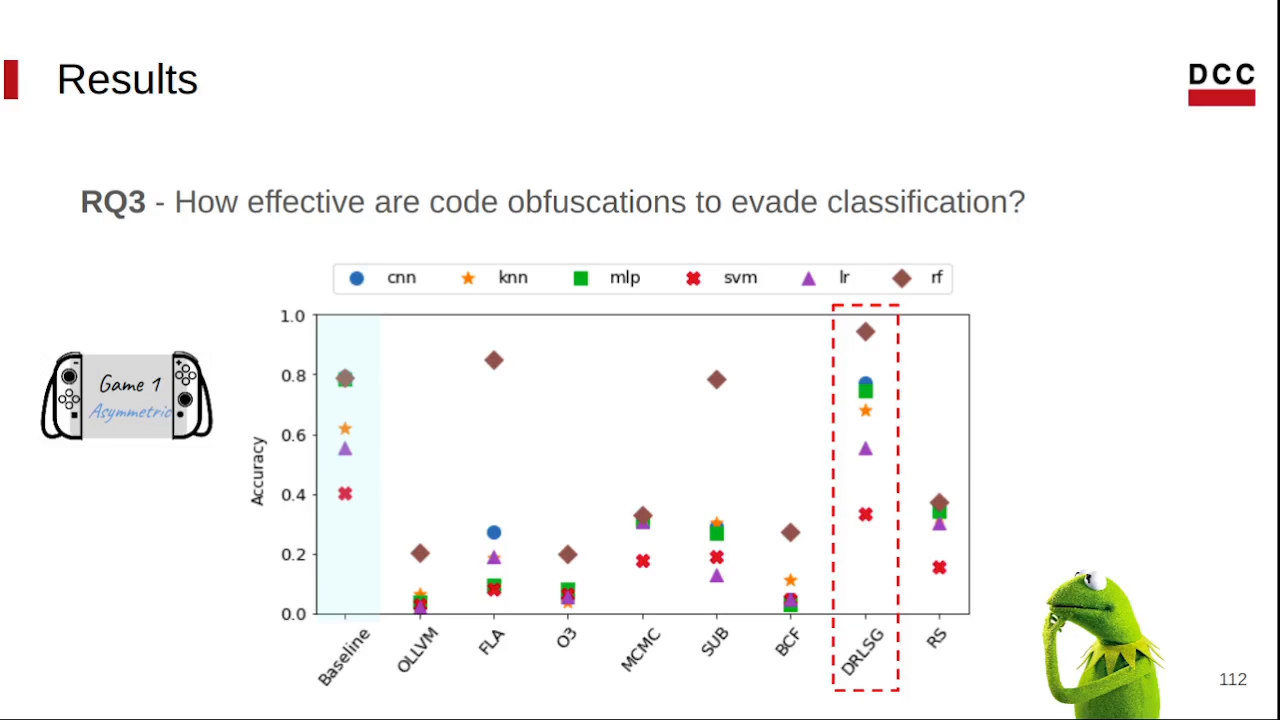 Results
DCC
RQ3 - How effective are code obfuscations to evade classification?
cnn knn mlp svm lr rf
Game 1
Asymmetric
Accuracy
1.0
0.8
0.6
0.4
0.2
0.0
Baseline OLLVM FLA O3 MCMC SUB BCF DRLSG RS
112